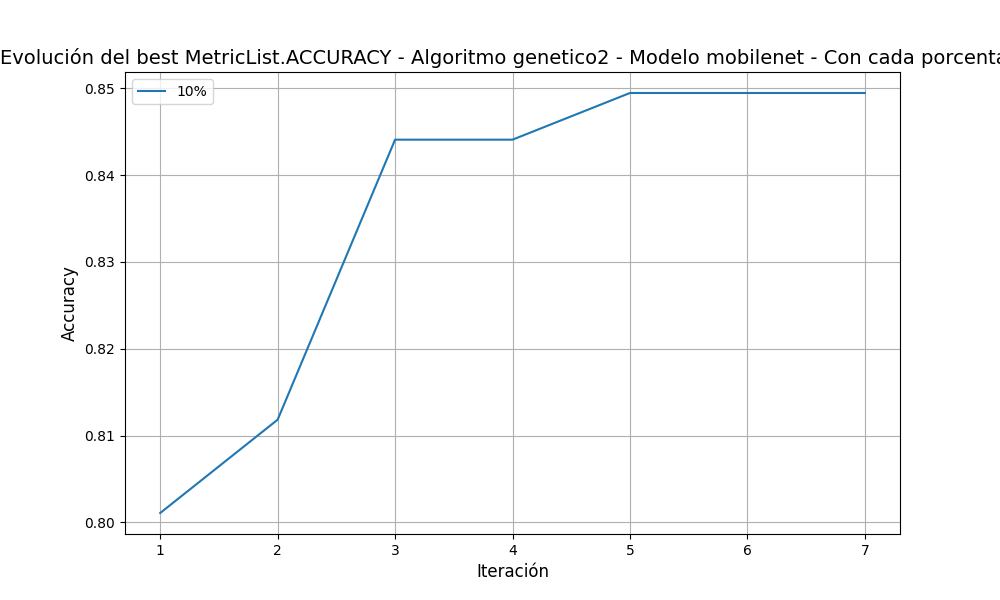 Evolución del best MetricList.ACCURACY - Algoritmo genetico2 - Modelo mobilenet - Con cada porcenta
10%
0.85
0.84
0.83
0.82
0.81
0.80
Accuracy
1 2 3 4 5 6 7
Iteración